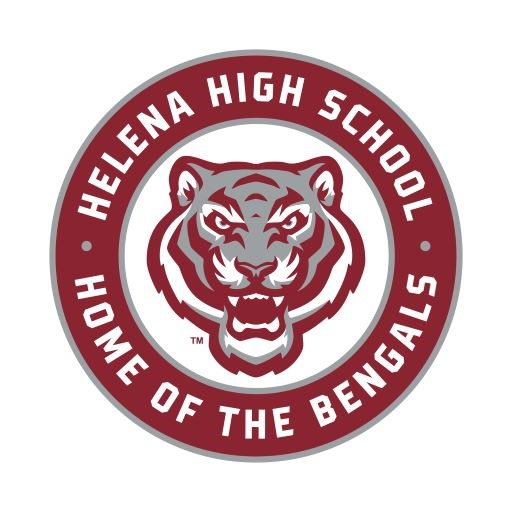 HELENA HIGH SCHOOL
HOME OF THE BENGALS
TM